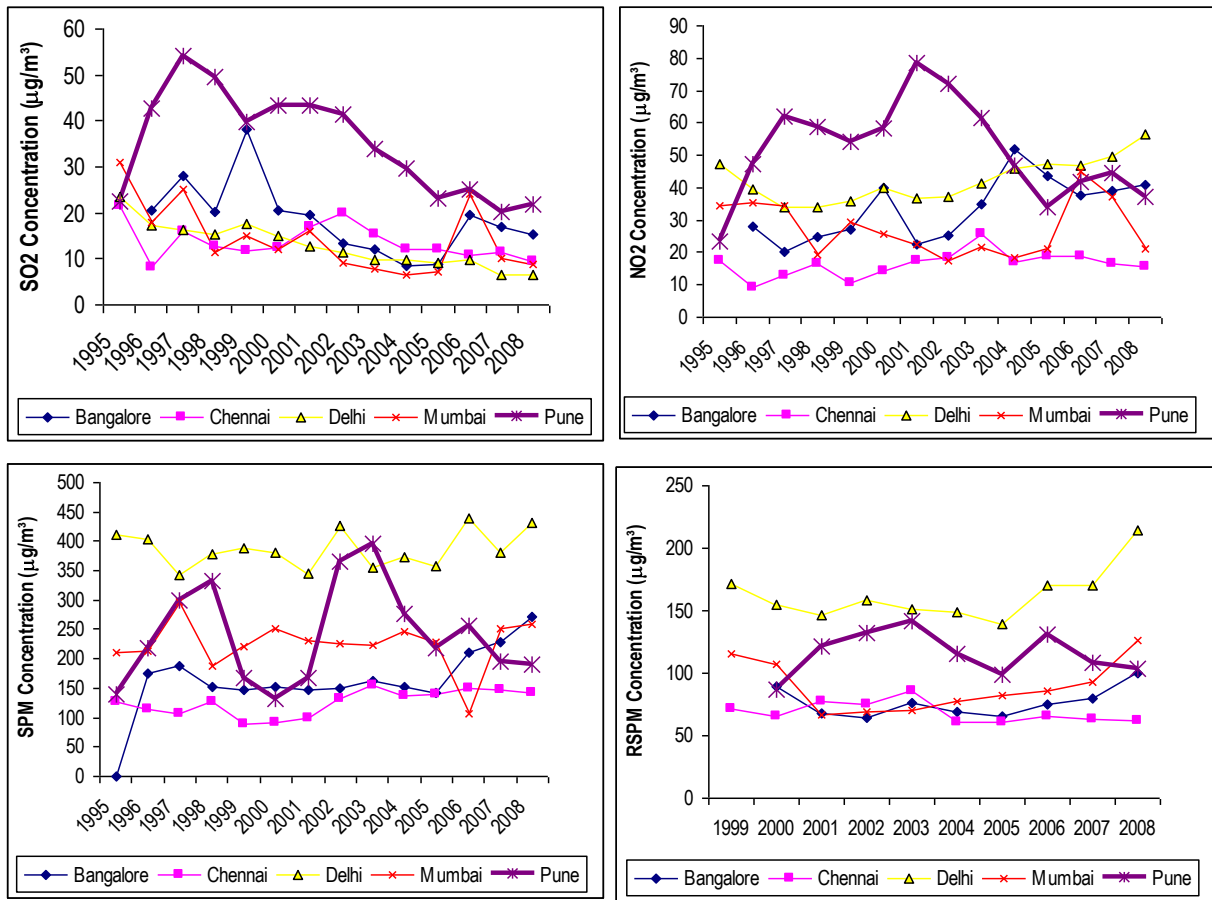 SO2 Concentration (µg/m³)
60
50
40
30
20
10
0
1995 1996 1997 1998 1999 2000 2001 2002 2003 2004 2005 2006 2007 2008
Bangalore Chennai Delhi Mumbai Pune
NO2 Concentration (µg/m³)
90
80
70
60
50
40
30
20
10
0
1995 1996 1997 1998 1999 2000 2001 2002 2003 2004 2005 2006 2007 2008
Bangalore Chennai Delhi Mumbai Pune
SPM Concentration (µg/m³)
500
450
400
350
300
250
200
150
100
50
0
1995 1996 1997 1998 1999 2000 2001 2002 2003 2004 2005 2006 2007 2008
Bangalore Chennai Delhi Mumbai Pune
RSPM Concentration (µg/m³)
250
200
150
100
50
0
1999 2000 2001 2002 2003 2004 2005 2006 2007 2008
Bangalore Chennai Delhi Mumbai Pune